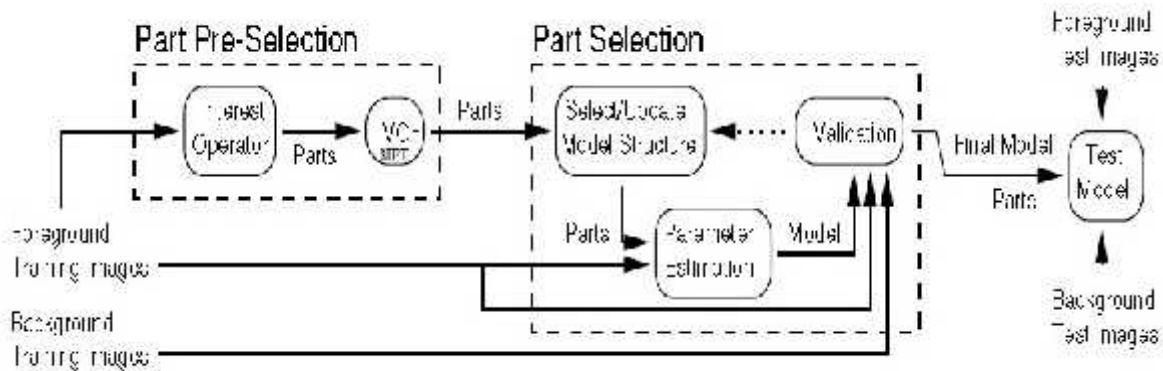 Part Pre-Selection
Part Selection
Foreground
Test Images
Interest
Operator
Parts
Parts
Select/Update
Model Structure
Validation
Final Model
Parts
Test
Model
Parts
Parameter
Estimation
Model
Foreground
Training Images
Background
Training Images
Background
Test Images